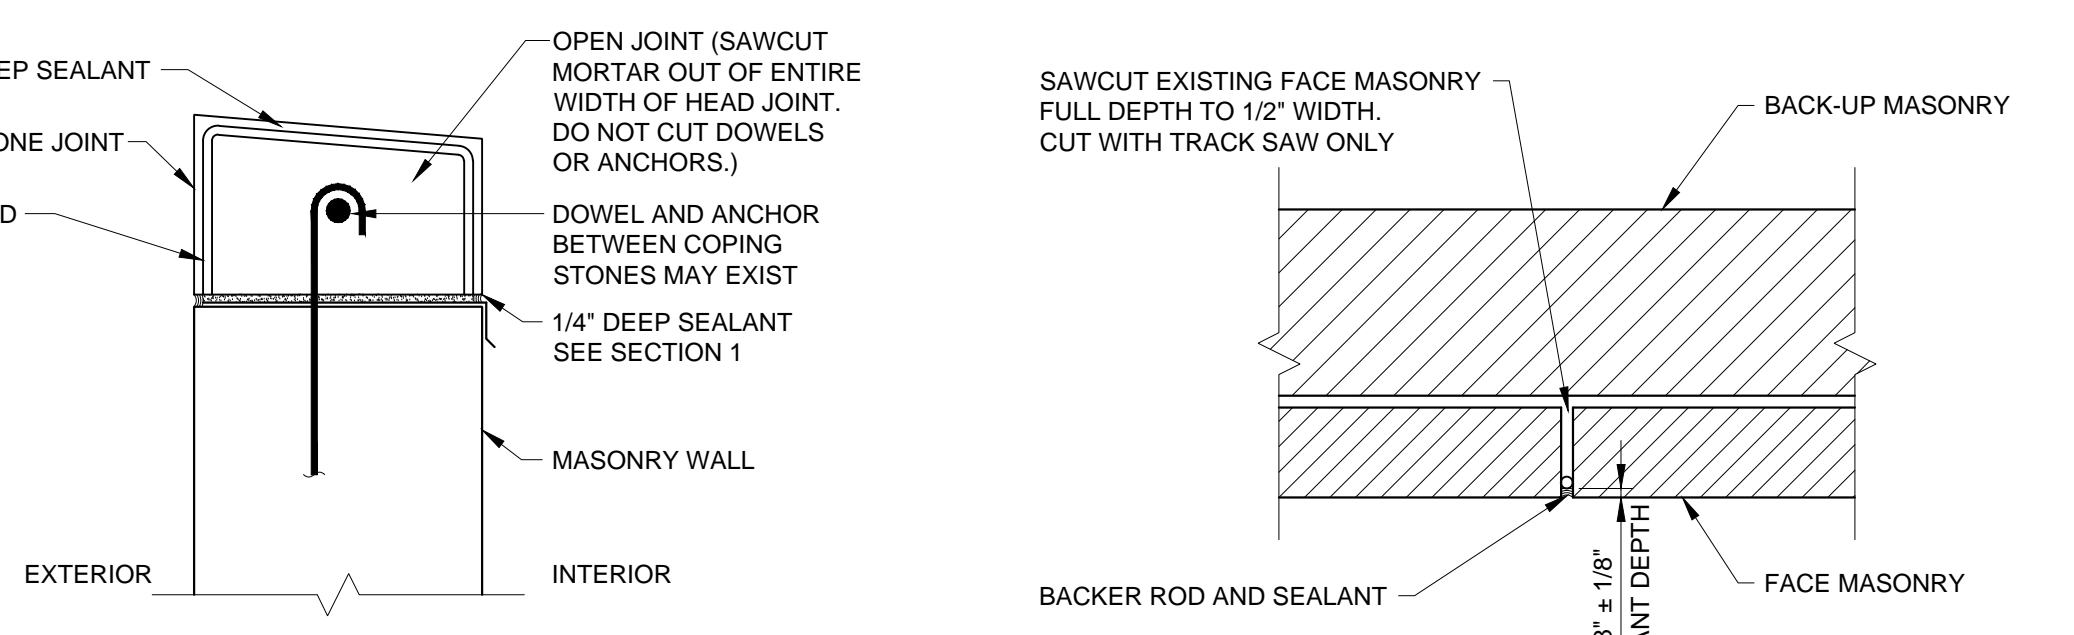 SEALANT
JOINT
OPEN JOINT (SAWCUT
MORTAR OUT OF ENTIRE
WIDTH OF HEAD JOINT.
DO NOT CUT DOWELS
OR ANCHORS.)
DOWEL AND ANCHOR
BETWEEN COPING
STONES MAY EXIST
1/4" DEEP SEALANT
SEE SECTION 1
MASONRY WALL
EXTERIOR
INTERIOR
SAWCUT EXISTING FACE MASONRY
FULL DEPTH TO 1/2" WIDTH.
CUT WITH TRACK SAW ONLY
BACK-UP MASONRY
BACKER ROD AND SEALANT
± 1/8"
DEPTH
FACE MASONRY